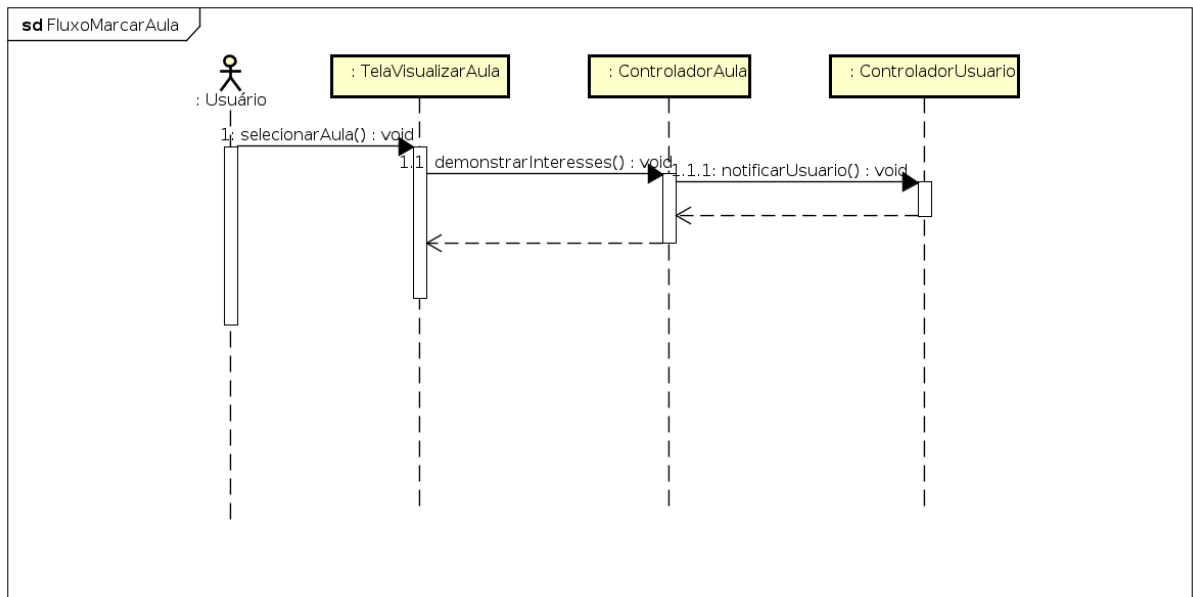 sd FluxoMarcarAula
: Usuário
: TelaVisualizarAula
: ControladorAula
: ControladorUsuario
1: selecionarAula() : void
1.1 demonstrarInteresses() : void
1.1.1: notificarUsuario() : void